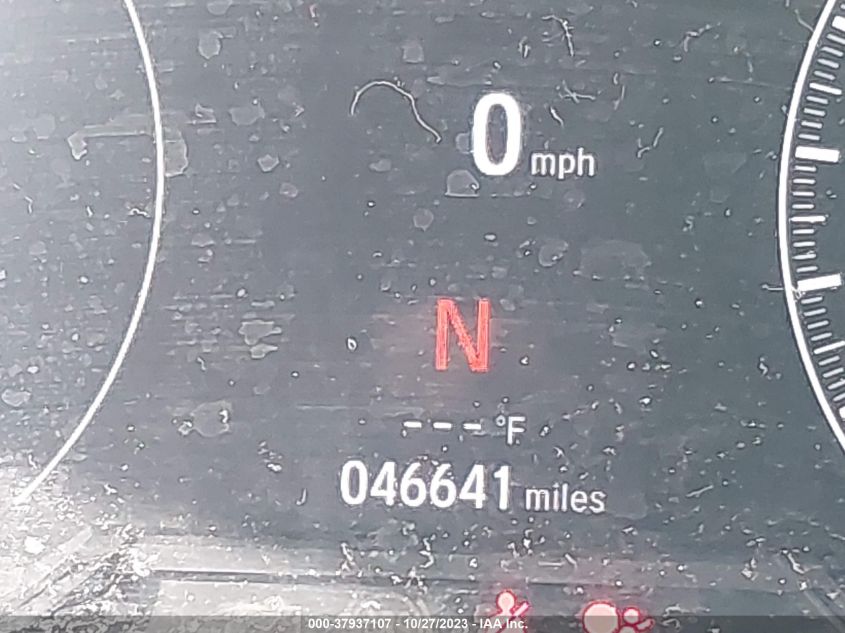 0 mph
N
--- °F
046641 miles
000-37937107 - 10/27/2023 - IAA Inc.